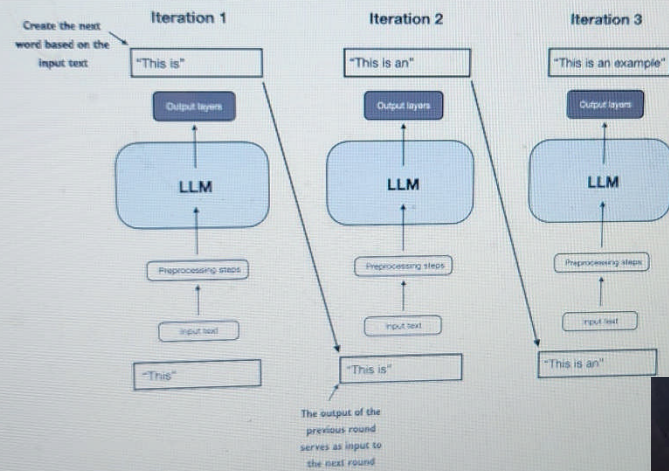 Iteration 1
Iteration 2
Iteration 3
Create the next
word based on the
input text
"This is"
"This is an"
"This is an example"
Output layers
Output layers
Output layers
LLM
LLM
LLM
Preprocessing steps
Preprocessing steps
Preprocessing steps
Input text
Input text
Input text
"This"
"This is"
"This is an"
The output of the
previous round
serves as input to
the next round